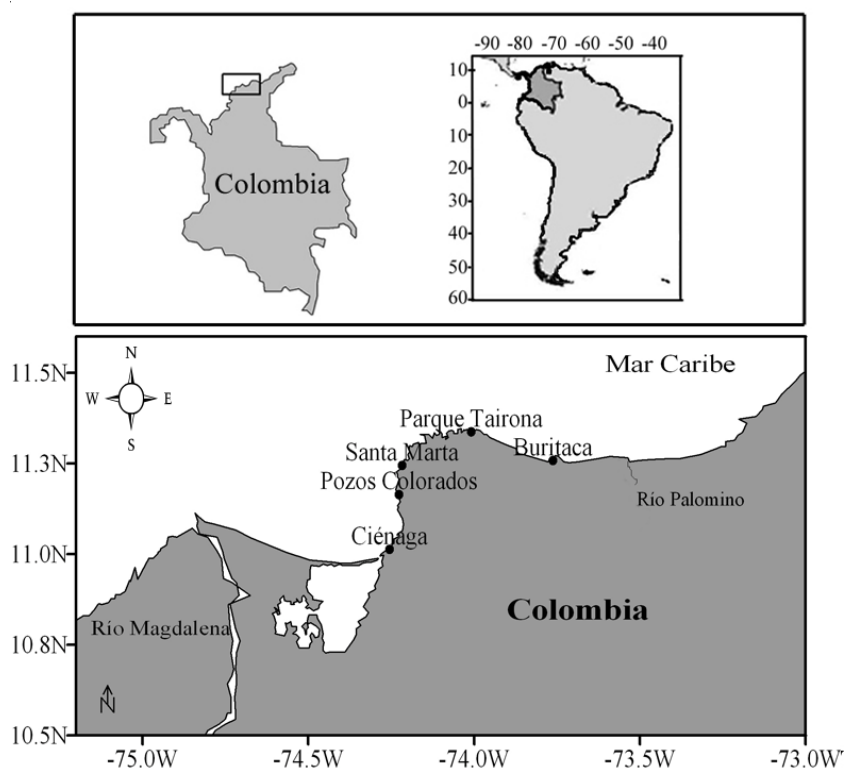 -90 -80 -70 -60 -50 -40
10
0
10
20
30
40
50
60
Colombia
Mar Caribe
11.5N
N
W E
S
Parque Tairona
Santa Marta
Buritaca
11.3N
Pozos Colorados
Río Palomino
Ciénaga
11.0N
Colombia
Río Magdalena
10.8N
N
10.5N
-75.0W -74.5W -74.0W -73.5W -73.0W